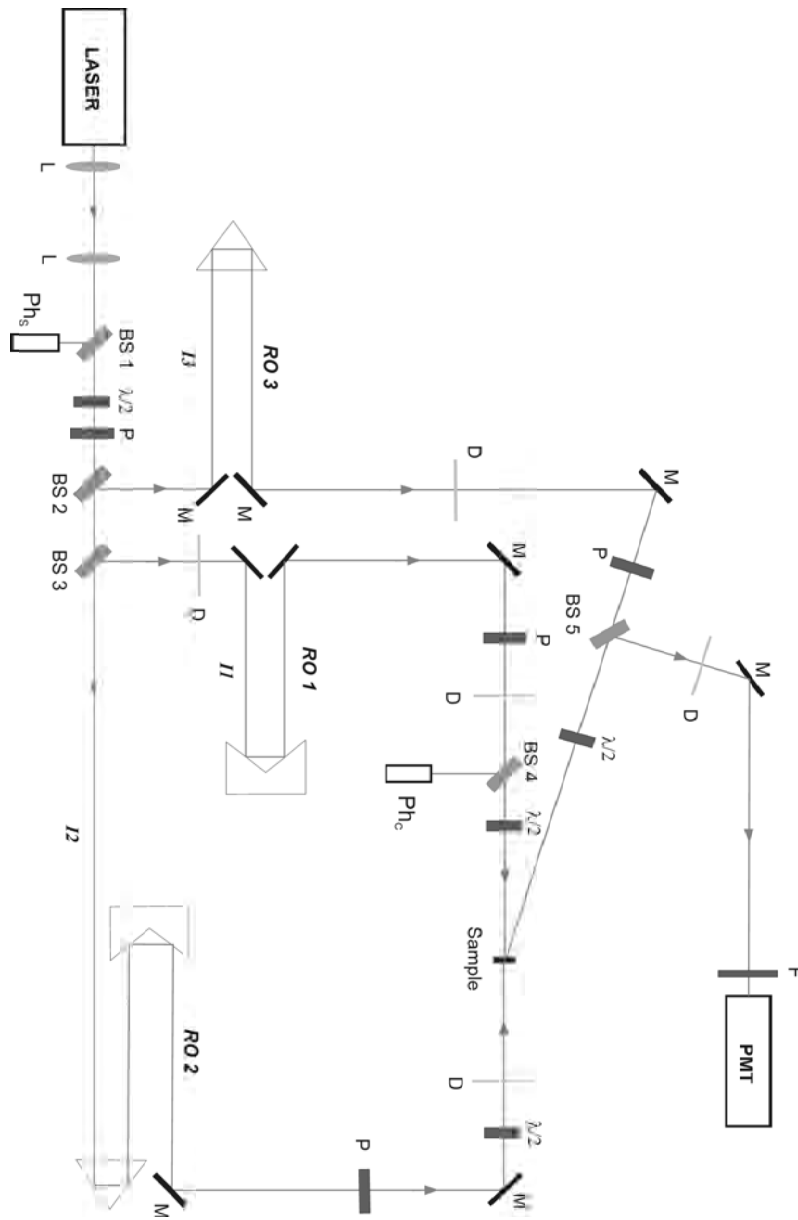 LASER
L
L
Phs
BS 1
I3
RO 3
λ/2
P
D
M
BS 2
M
M
M
BS 3
D
P
P
BS 5
M
D
I1
RO 1
D
λ/2
BS 4
Phc
λ/2
I2
Sample
PMT
RO 2
D
λ/2
P
M
M